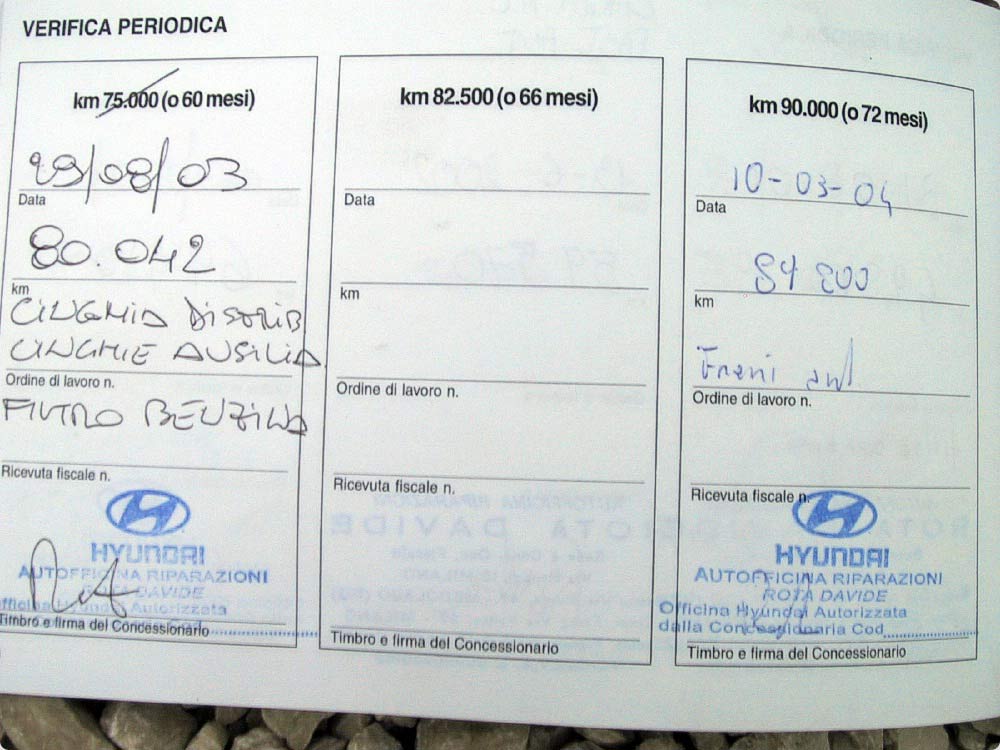 VERIFICA PERIODICA
km 75.000 (o 60 mesi)
29/08/03
Data
80.042
km
CINGHIA DISTRIB
CINGHIE AUSILIA
Ordine di lavoro n.
FILTRO BENZINA
Ricevuta fiscale n.
HYUNDAI
AUTOFFICINA RIPARAZIONI
ROTA DAVIDE
officina Hyundai Autorizzata
Cod
Timbro e firma del Concessionario
km 82.500 (o 66 mesi)
Data
km
Ordine di lavoro n.
Ricevuta fiscale n.
Timbro e firma del Concessionario
km 90.000 (o 72 mesi)
10-03-04
Data
km
Freni ant
Ordine di lavoro n.
Ricevuta fiscale n.
HYUNDAI
AUTOFFICINA RIPARAZIONI
ROTA DAVIDE
Officina Hyundai Autorizzata
dalla Concessionaria Cod
Timbro e firma del Concessionario